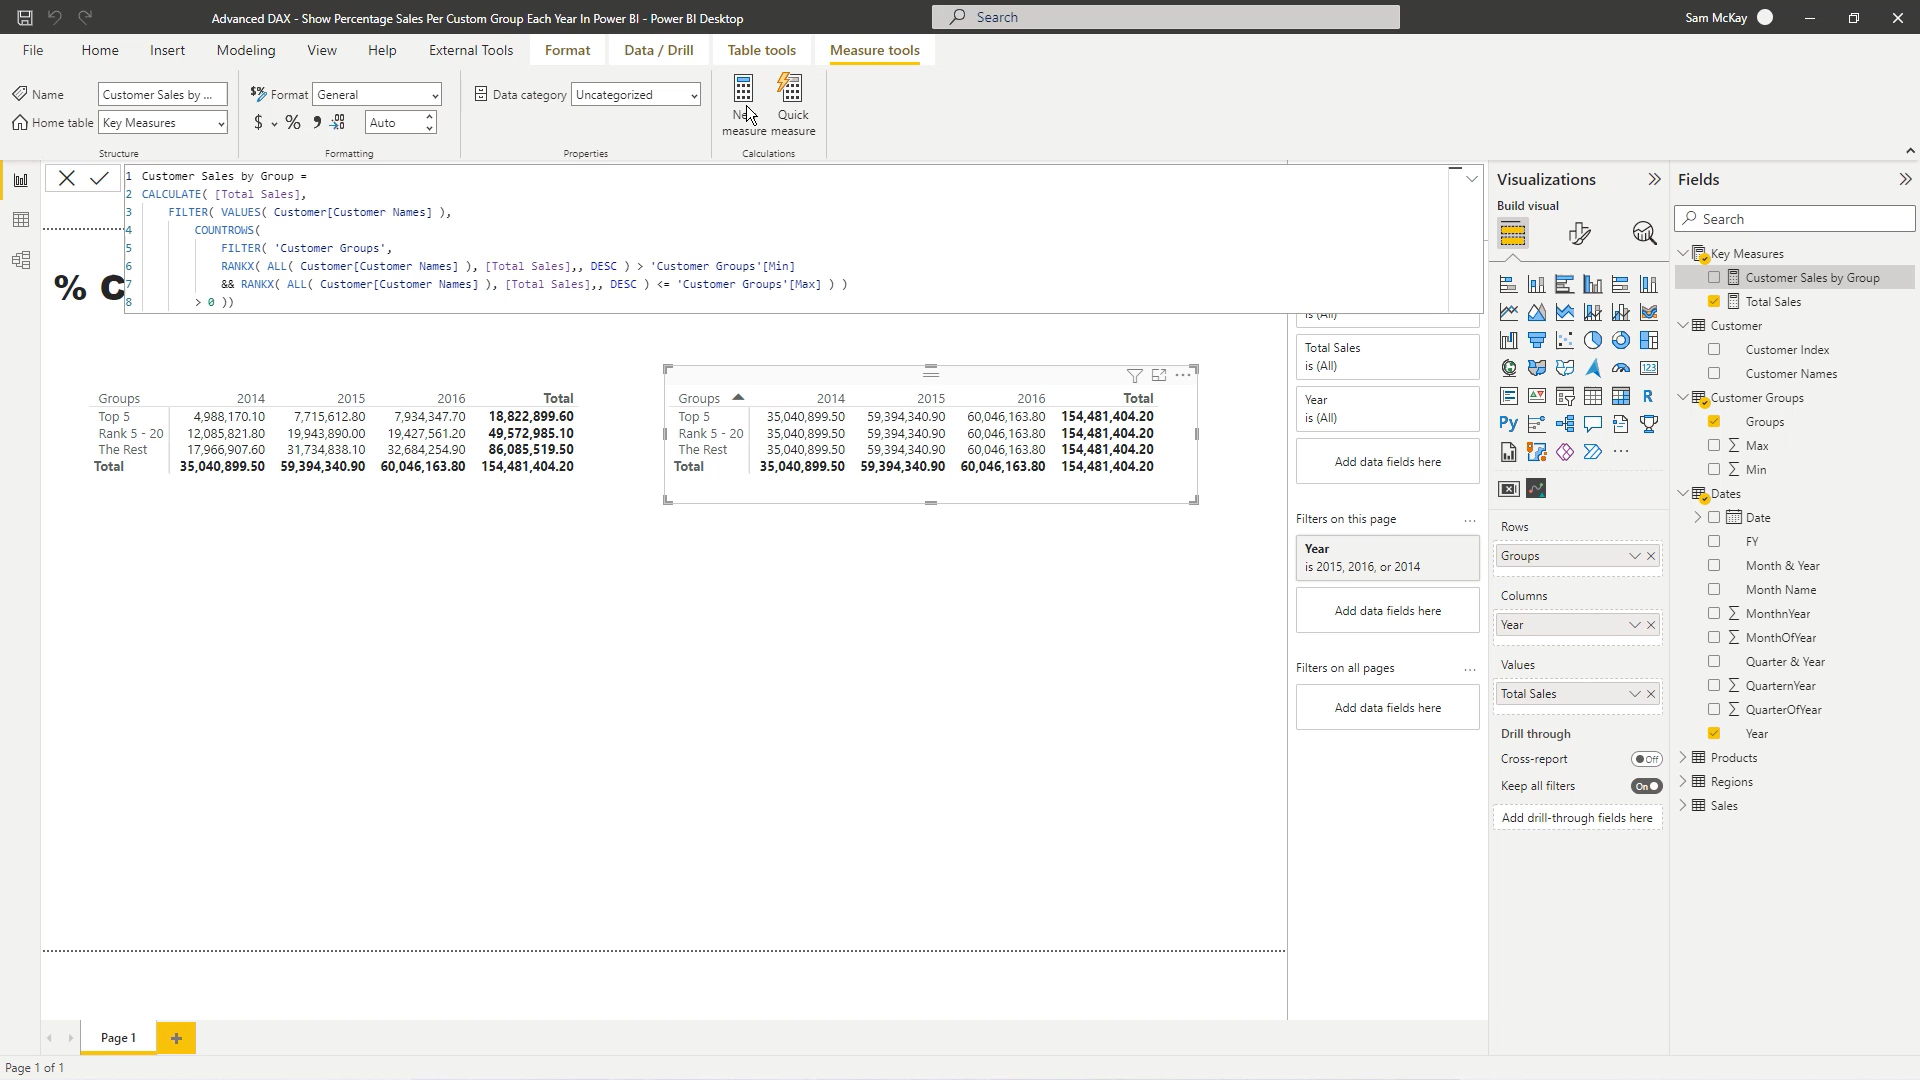 Advanced DAX - Show Percentage Sales Per Custom Group Each Year In Power BI - Power BI Desktop
Search
Sam McKay
File Home Insert Modeling View Help External Tools Format Data / Drill Table tools Measure tools
Name Customer Sales by ...
Home table Key Measures
Structure
$% Format General
$ % Auto
Formatting
Data category Uncategorized
Properties
measure
Quick
measure
Calculations
1 Customer Sales by Group =
2 CALCULATE( [Total Sales],
3 FILTER( VALUES( Customer[Customer Names] ),
4 COUNTROWS(
5 FILTER( 'Customer Groups',
6 RANKX( ALL( Customer[Customer Names] ), [Total Sales],, DESC ) > 'Customer Groups'[Min]
7 && RANKX( ALL( Customer[Customer Names] ), [Total Sales],, DESC ) <= 'Customer Groups'[Max] ) )
8 > 0 ))
% C
Groups 2014 2015 2016 Total
Top 5 4,988,170.10 7,715,612.80 7,934,347.70 18,822,899.60
Rank 5 - 20 12,085,821.80 19,943,890.00 19,427,561.20 49,572,985.10
The Rest 17,966,907.60 31,734,838.10 32,684,254.90 86,085,519.50
Total 35,040,899.50 59,394,340.90 60,046,163.80 154,481,404.20
Groups 2014 2015 2016 Total
Top 5 35,040,899.50 59,394,340.90 60,046,163.80 154,481,404.20
Rank 5 - 20 35,040,899.50 59,394,340.90 60,046,163.80 154,481,404.20
The Rest 35,040,899.50 59,394,340.90 60,046,163.80 154,481,404.20
Total 35,040,899.50 59,394,340.90 60,046,163.80 154,481,404.20
is (All)
Total Sales
is (All)
Year
is (All)
Add data fields here
Filters on this page ...
Year
is 2015, 2016, or 2014
Add data fields here
Filters on all pages ...
Add data fields here
Visualizations
Build visual
123
R
Py
...
Rows
Groups
Columns
Year
Values
Total Sales
Drill through
Cross-report Off
Keep all filters On
Add drill-through fields here
Fields
Search
Key Measures
Customer Sales by Group
Total Sales
Customer
Customer Index
Customer Names
Customer Groups
Groups
∑ Max
∑ Min
Dates
Date
FY
Month & Year
Month Name
∑ MonthnYear
∑ MonthOfYear
Quarter & Year
∑ QuarternYear
∑ QuarterOfYear
Year
Products
Regions
Sales
Page 1
+
Page 1 of 1